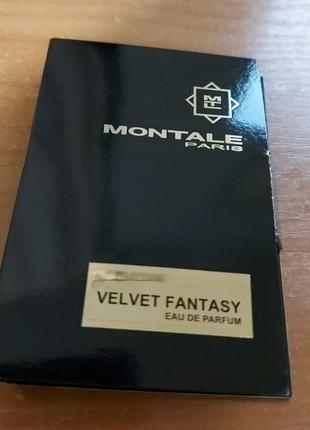 MONTALE
PARIS
VELVET FANTASY
EAU DE PARFUM